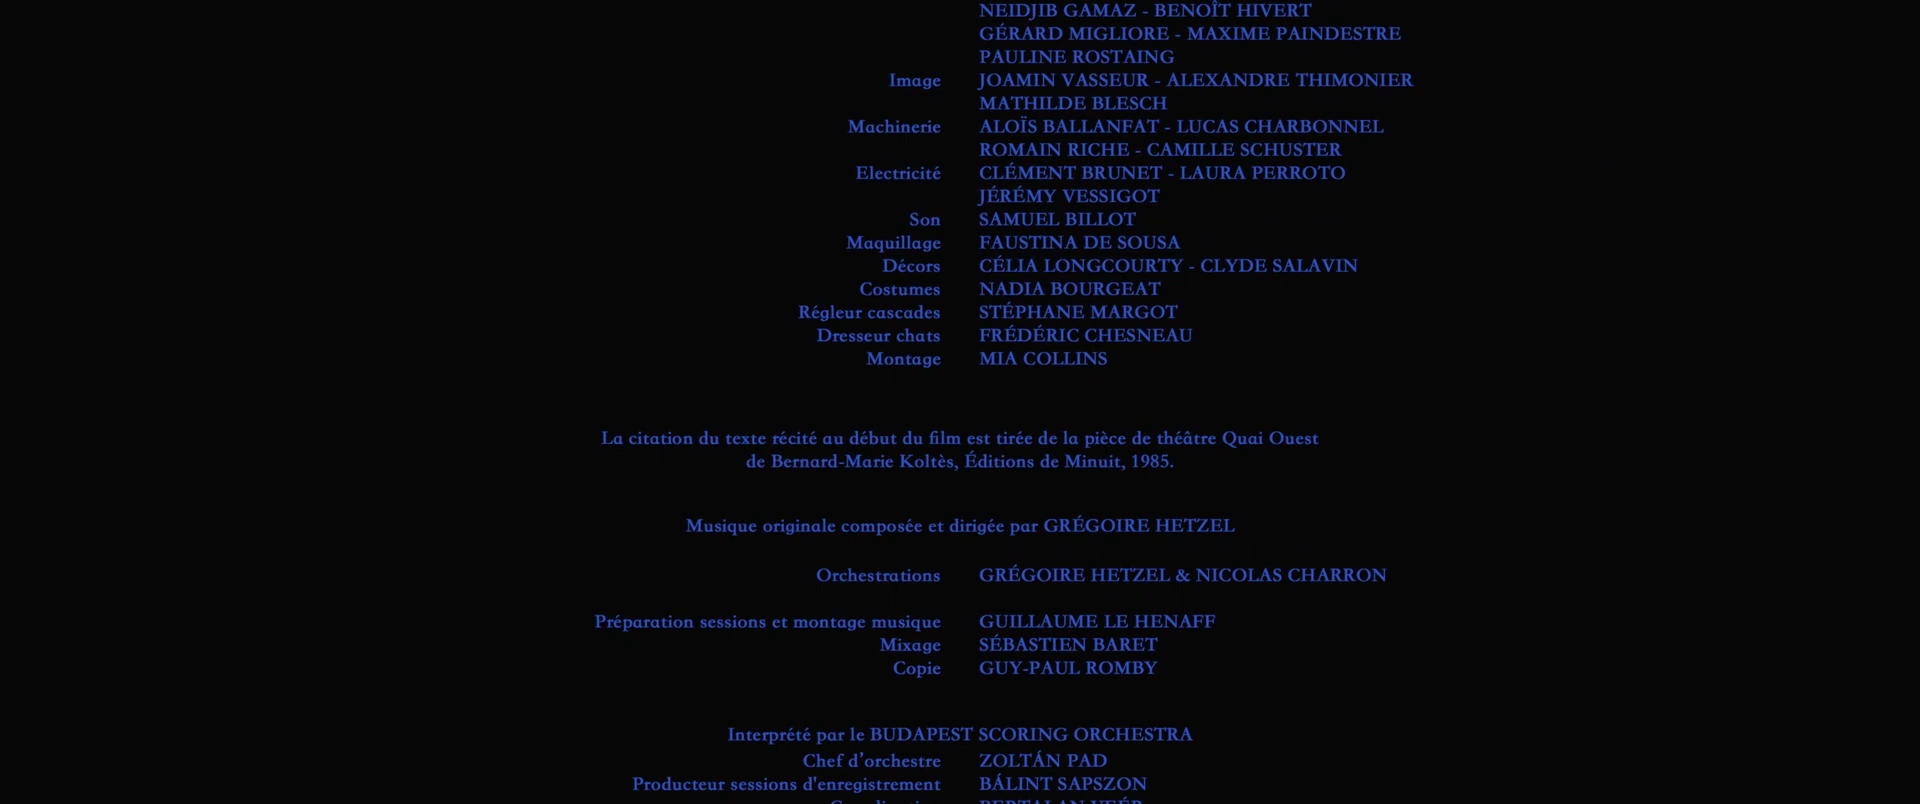 NEIDJIB GAMAZ - BENOÎT HIVERT
GÉRARD MIGLIORE - MAXIME PAINDESTRE
PAULINE ROSTAING
Image JOAMIN VASSEUR - ALEXANDRE THIMONIER
MATHILDE BLESCH
Machinerie ALOÏS BALLANFAT - LUCAS CHARBONNEL
ROMAIN RICHE - CAMILLE SCHUSTER
Electricité CLÉMENT BRUNET - LAURA PERROTO
JÉRÉMY VESSIGOT
Son SAMUEL BILLOT
Maquillage FAUSTINA DE SOUSA
Décors CÉLIA LONGCOURTY - CLYDE SALAVIN
Costumes NADIA BOURGEAT
Régleur cascades STÉPHANE MARGOT
Dresseur chats FRÉDÉRIC CHESNEAU
Montage MIA COLLINS
La citation du texte récité au début du film est tirée de la pièce de théâtre Quai Ouest
de Bernard-Marie Koltès, Éditions de Minuit, 1985.
Musique originale composée et dirigée par GRÉGOIRE HETZEL
Orchestrations GRÉGOIRE HETZEL & NICOLAS CHARRON
Préparation sessions et montage musique GUILLAUME LE HENAFF
Mixage SÉBASTIEN BARET
Copie GUY-PAUL ROMBY
Interprété par le BUDAPEST SCORING ORCHESTRA
Chef d’orchestre ZOLTÁN PAD
Producteur sessions d'enregistrement BÁLINT SAPSZON